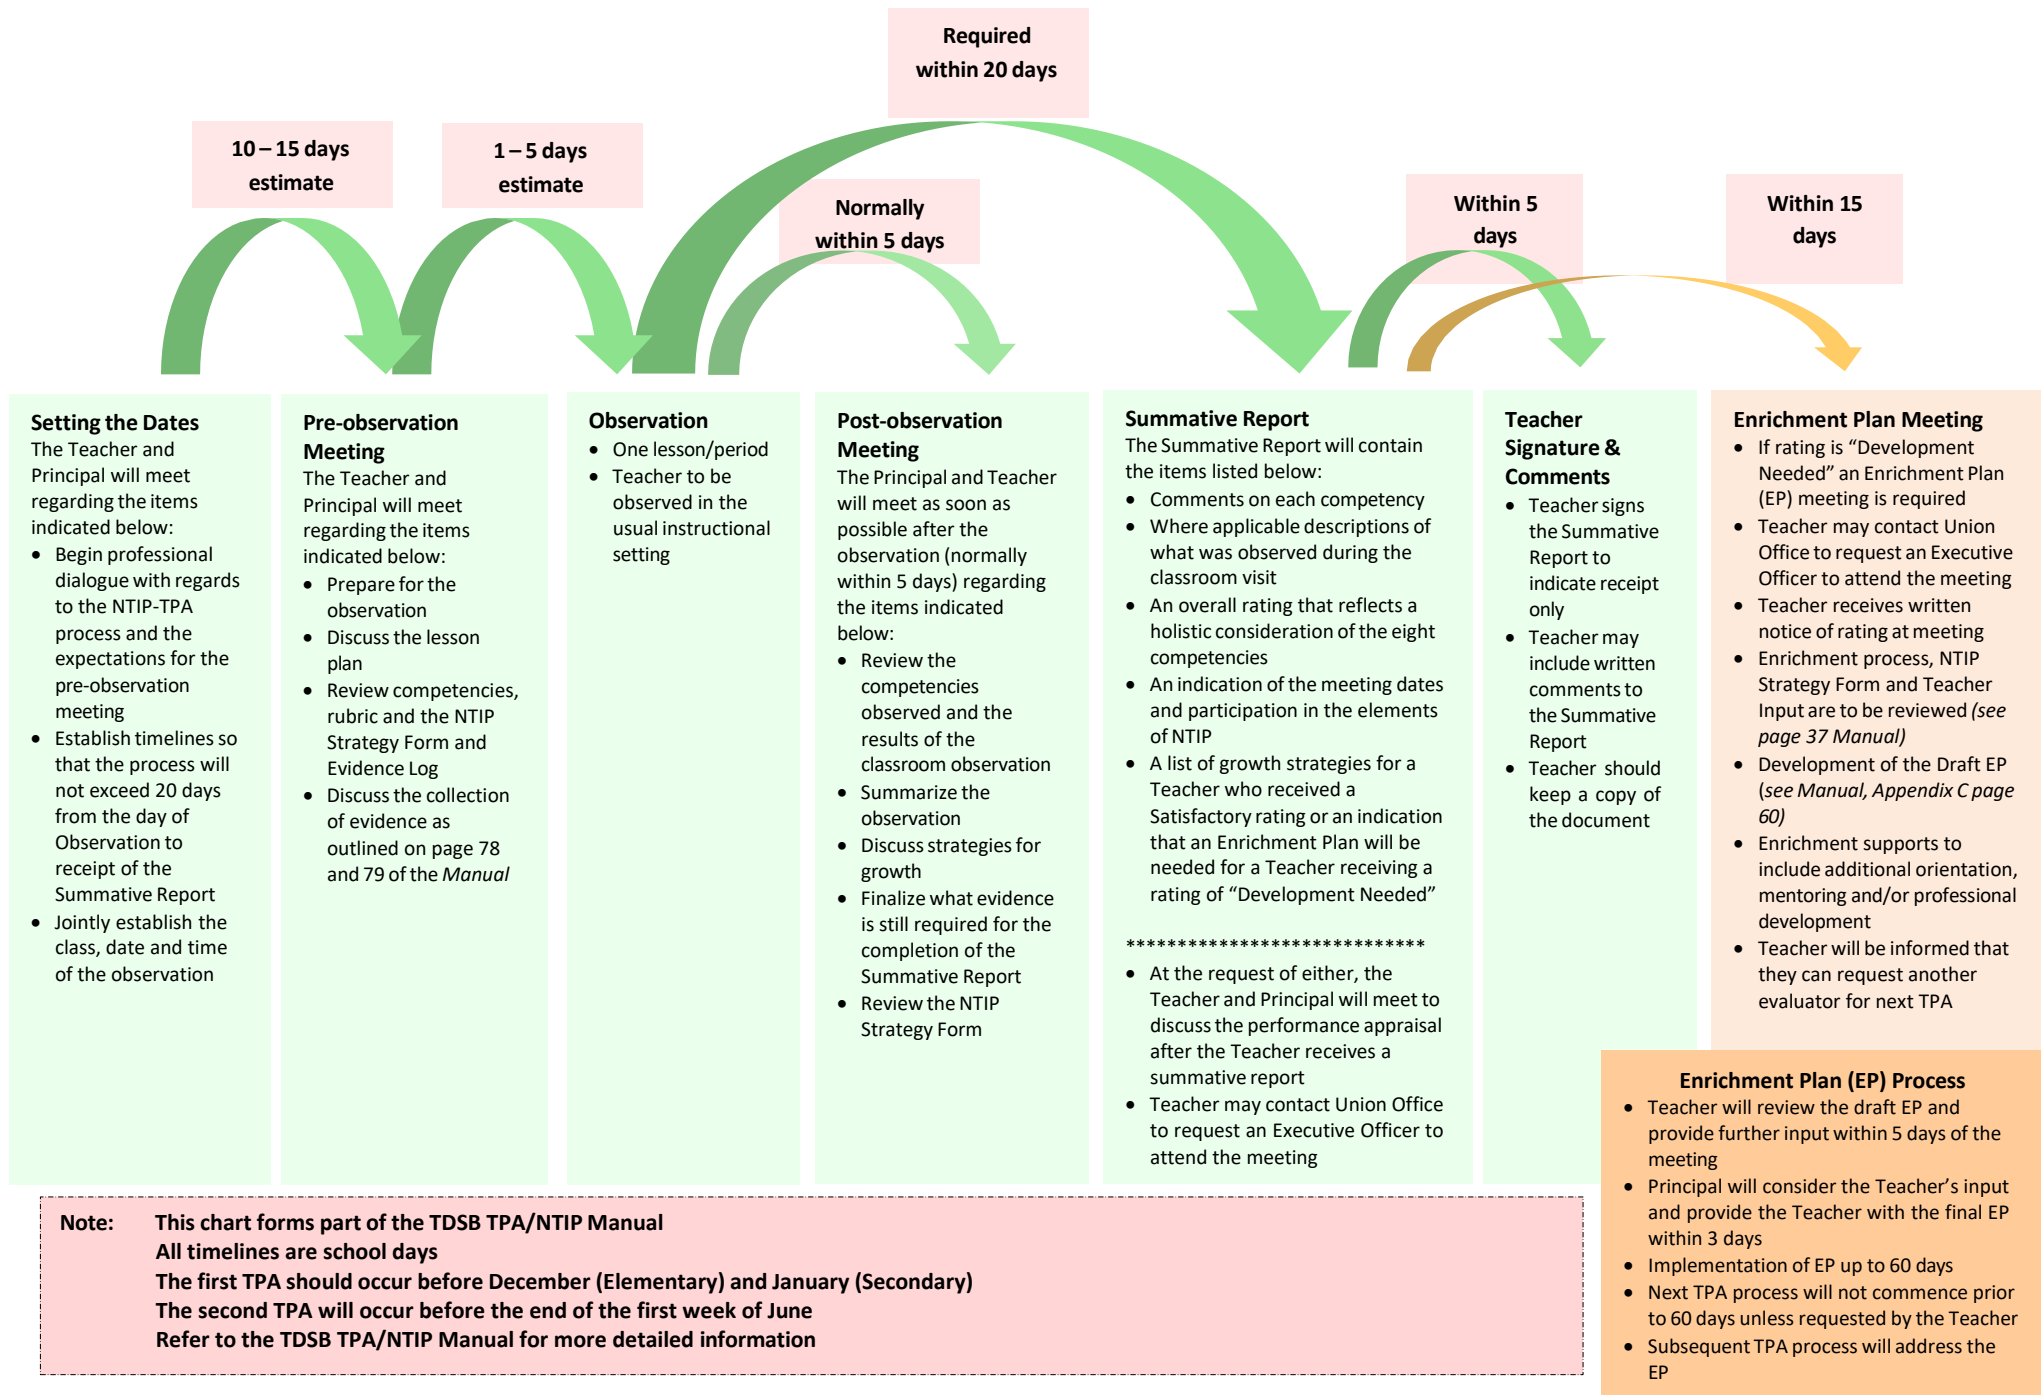 Required
within 20 days
10 – 15 days
estimate
1 – 5 days
estimate
Normally
within 5 days
Within 5
days
Within 15
days
Setting the Dates
The Teacher and
Principal will meet
regarding the items
indicated below:
• Begin professional
dialogue with regards
to the NTIP-TPA
process and the
expectations for the
pre-observation
meeting
• Establish timelines so
that the process will
not exceed 20 days
from the day of
Observation to
receipt of the
Summative Report
• Jointly establish the
class, date and time
of the observation
Pre-observation
Meeting
The Teacher and
Principal will meet
regarding the items
indicated below:
• Prepare for the
observation
• Discuss the lesson
plan
• Review competencies,
rubric and the NTIP
Strategy Form and
Evidence Log
• Discuss the collection
of evidence as
outlined on page 78
and 79 of the Manual
Observation
• One lesson/period
• Teacher to be
observed in the
usual instructional
setting
Post-observation
Meeting
The Principal and Teacher
will meet as soon as
possible after the
observation (normally
within 5 days) regarding
the items indicated
below:
• Review the
competencies
observed and the
results of the
classroom observation
• Summarize the
observation
• Discuss strategies for
growth
• Finalize what evidence
is still required for the
completion of the
Summative Report
• Review the NTIP
Strategy Form
Summative Report
The Summative Report will contain
the items listed below:
• Comments on each competency
• Where applicable descriptions of
what was observed during the
classroom visit
• An overall rating that reflects a
holistic consideration of the eight
competencies
• An indication of the meeting dates
and participation in the elements
of NTIP
• A list of growth strategies for a
Teacher who received a
Satisfactory rating or an indication
that an Enrichment Plan will be
needed for a Teacher receiving a
rating of “Development Needed”
*****************************
• At the request of either, the
Teacher and Principal will meet to
discuss the performance appraisal
after the Teacher receives a
summative report
• Teacher may contact Union Office
to request an Executive Officer to
attend the meeting
Teacher
Signature &
Comments
• Teacher signs
the Summative
Report to
indicate receipt
only
• Teacher may
include written
comments to
the Summative
Report
• Teacher should
keep a copy of
the document
Enrichment Plan Meeting
• If rating is “Development
Needed” an Enrichment Plan
(EP) meeting is required
• Teacher may contact Union
Office to request an Executive
Officer to attend the meeting
• Teacher receives written
notice of rating at meeting
• Enrichment process, NTIP
Strategy Form and Teacher
Input are to be reviewed (see
page 37 Manual)
• Development of the Draft EP
(see Manual, Appendix C page
60)
• Enrichment supports to
include additional orientation,
mentoring and/or professional
development
• Teacher will be informed that
they can request another
evaluator for next TPA
Enrichment Plan (EP) Process
• Teacher will review the draft EP and
provide further input within 5 days of the
meeting
• Principal will consider the Teacher’s input
and provide the Teacher with the final EP
within 3 days
• Implementation of EP up to 60 days
• Next TPA process will not commence prior
to 60 days unless requested by the Teacher
• Subsequent TPA process will address the
EP
Note: This chart forms part of the TDSB TPA/NTIP Manual
All timelines are school days
The first TPA should occur before December (Elementary) and January (Secondary)
The second TPA will occur before the end of the first week of June
Refer to the TDSB TPA/NTIP Manual for more detailed information